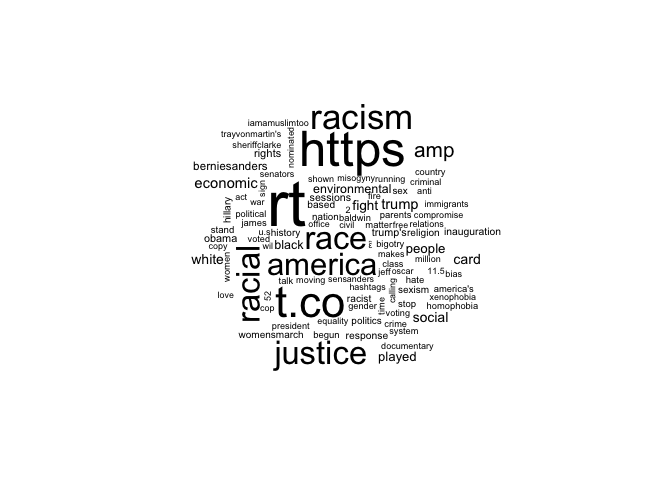 racism
iamamuslimtoo
trayvonmartin's
sheriffclarke
rights
nominated
https
amp
berniesanders
senators
shown misogyny running
country
criminal
economic
sign
environmental sex
anti
act
rt
sessions
fire
war
based
2
fight trump
immigrants
hillary
political
nation baldwin
parents compromise
james
office civil
matter free relations
stand
u.s history
race
trump's religion inauguration
obama
voted
copy
wil black
bigotry
people
makes
white
america
class
million
card
women
racial
jeff oscar
11.5 bias
talk moving sensanders
hate
hashtags
calling
sexism
america's
love
52
t.co
racist
time
xenophobia
cop
gender
stop
homophobia
voting
social
president
equality politics
crime
womensmarch begun response
system
justice
documentary
played